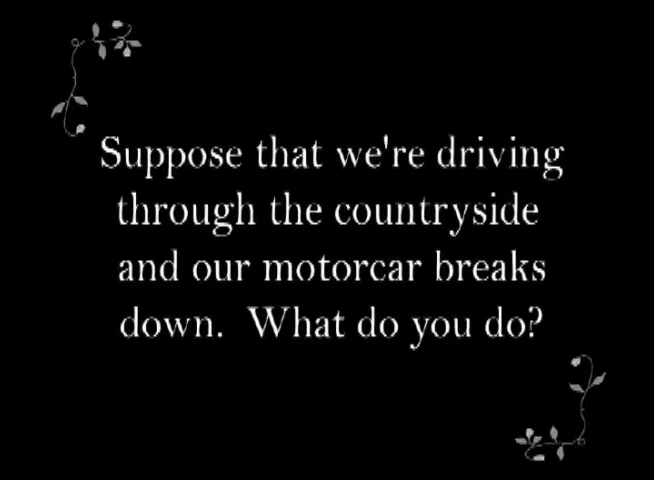 Suppose that we're driving
through the countryside
and our motorcar breaks
down.  What do you do?